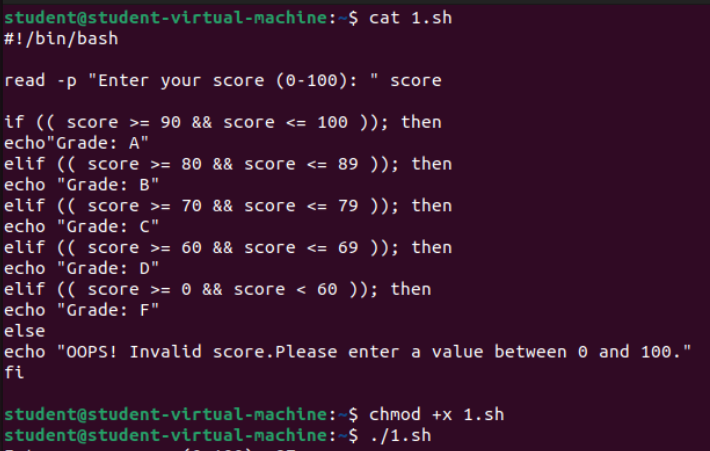 student@student-virtual-machine:~$ cat 1.sh
#!/bin/bash
read -p "Enter your score (0-100): " score
if (( score >= 90 && score <= 100 )); then
echo"Grade: A"
elif (( score >= 80 && score <= 89 )); then
echo "Grade: B"
elif (( score >= 70 && score <= 79 )); then
echo "Grade: C"
elif (( score >= 60 && score <= 69 )); then
echo "Grade: D"
elif (( score >= 0 && score < 60 )); then
echo "Grade: F"
else
echo "OOPS! Invalid score.Please enter a value between 0 and 100."
fi
student@student-virtual-machine:~$ chmod +x 1.sh
student@student-virtual-machine:~$ ./1.sh